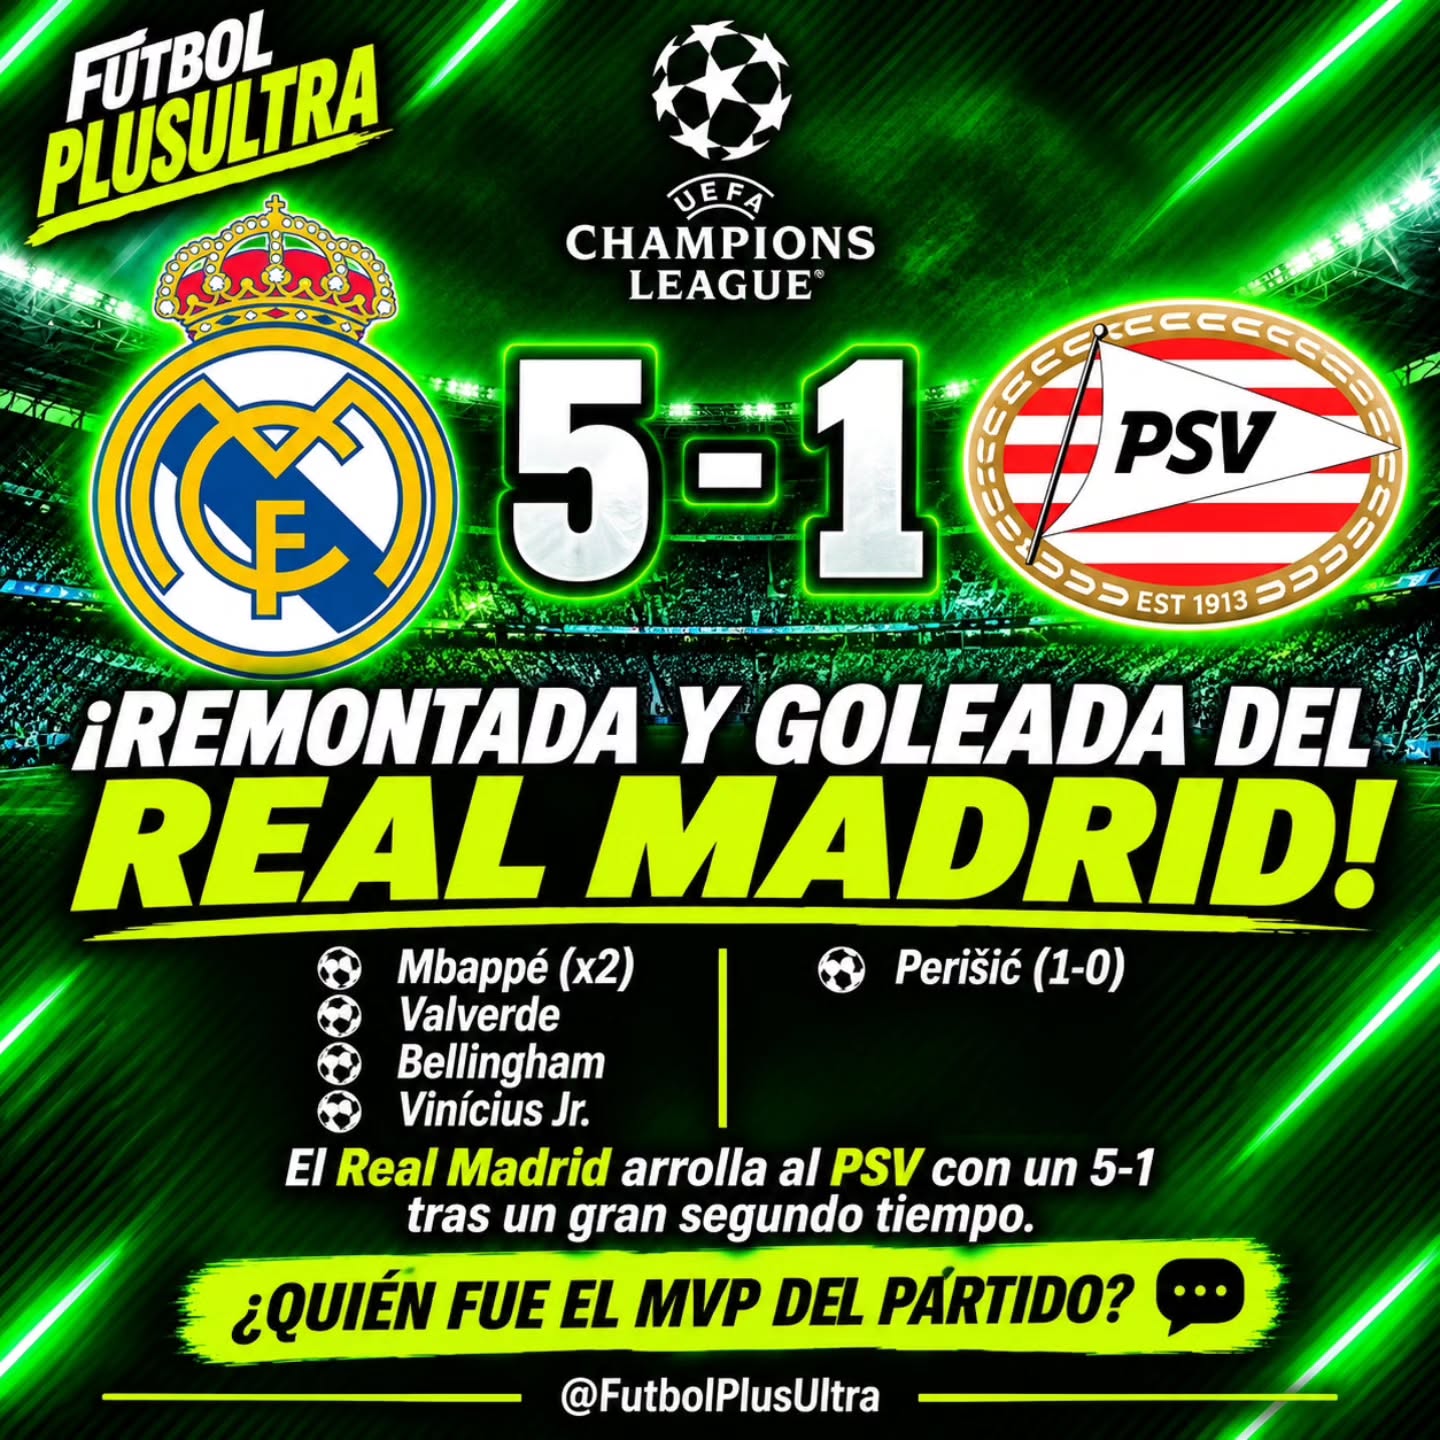 FÚTBOL
PLUSULTRA
UEFA
CHAMPIONS
LEAGUE®
5-1
PSV
EST 1913
¡REMONTADA Y GOLEADA DEL
REAL MADRID!
Mbappé (x2)
Valverde
Bellingham
Vinícius Jr.
Perišić (1-0)
El Real Madrid arrolla al PSV con un 5-1
tras un gran segundo tiempo.
¿QUIÉN FUE EL MVP DEL PARTIDO?
@FutbolPlusUltra